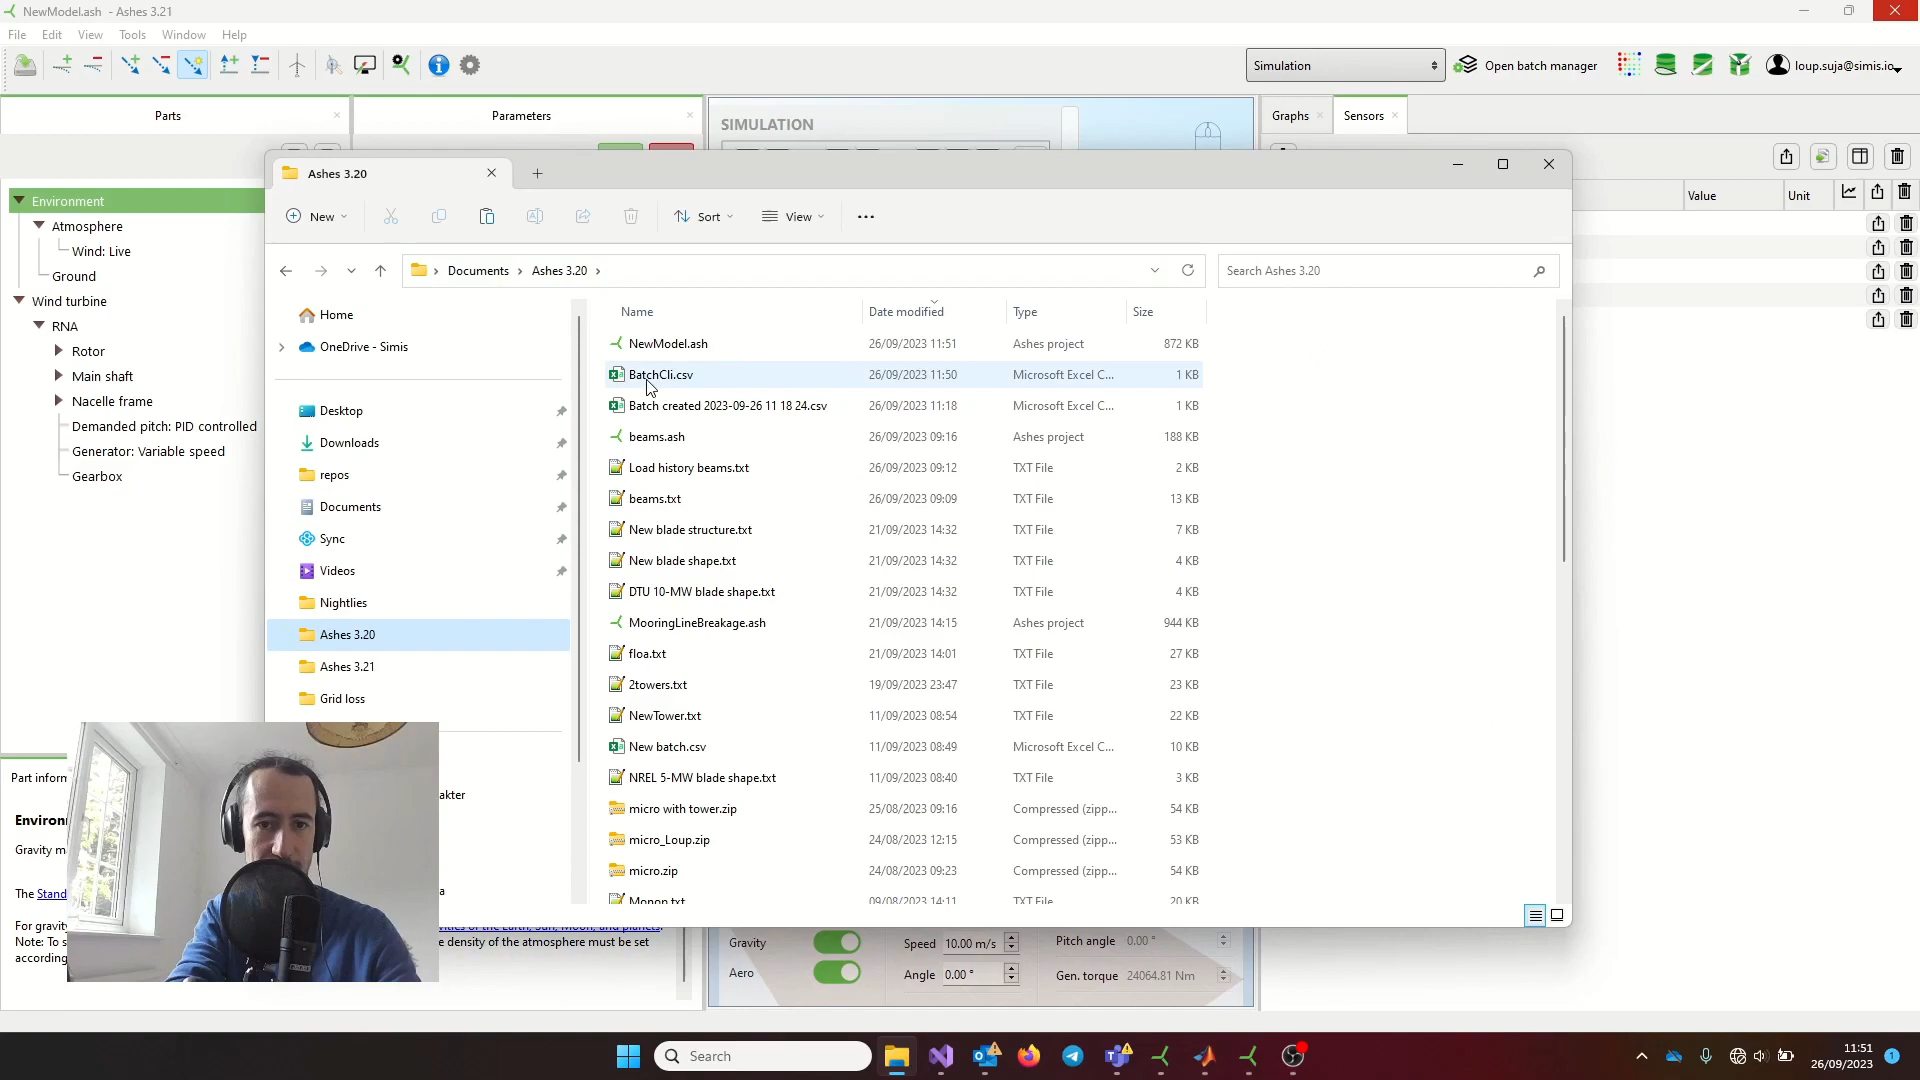 NewModel.ash - Ashes 3.21
File Edit View Tools Window Help
Simulation
Open batch manager
loup.suja@simis.io
Parts
Parameters
SIMULATION
Graphs
Sensors
Value
Unit
Environment
Atmosphere
Wind: Live
Ground
Wind turbine
RNA
Rotor
Main shaft
Nacelle frame
Demanded pitch: PID controlled
Generator: Variable speed
Gearbox
Ashes 3.20
New
Sort
View
Documents
Ashes 3.20
Search Ashes 3.20
Home
OneDrive - Simis
Desktop
Downloads
repos
Documents
Sync
Videos
Nightlies
Ashes 3.20
Ashes 3.21
Grid loss
Name Date modified Type Size
NewModel.ash 26/09/2023 11:51 Ashes project 872 KB
BatchCli.csv 26/09/2023 11:50 Microsoft Excel C... 1 KB
Batch created 2023-09-26 11 18 24.csv 26/09/2023 11:18 Microsoft Excel C... 1 KB
beams.ash 26/09/2023 09:16 Ashes project 188 KB
Load history beams.txt 26/09/2023 09:12 TXT File 2 KB
beams.txt 26/09/2023 09:09 TXT File 13 KB
New blade structure.txt 21/09/2023 14:32 TXT File 7 KB
New blade shape.txt 21/09/2023 14:32 TXT File 4 KB
DTU 10-MW blade shape.txt 21/09/2023 14:32 TXT File 4 KB
MooringLineBreakage.ash 21/09/2023 14:15 Ashes project 944 KB
floa.txt 21/09/2023 14:01 TXT File 27 KB
2towers.txt 19/09/2023 23:47 TXT File 23 KB
NewTower.txt 11/09/2023 08:54 TXT File 22 KB
New batch.csv 11/09/2023 08:49 Microsoft Excel C... 10 KB
NREL 5-MW blade shape.txt 11/09/2023 08:40 TXT File 3 KB
micro with tower.zip 25/08/2023 09:16 Compressed (zipp... 54 KB
micro_Loup.zip 24/08/2023 12:15 Compressed (zipp... 53 KB
micro.zip 24/08/2023 09:23 Compressed (zipp... 54 KB
Monon.txt 09/08/2023 14:11 TXT File 20 KB
Part inform
akter
Environ
Gravity m
The Stand
For gravity
Note: To s
according
e density of the atmosphere must be set
Gravity
Speed 10.00 m/s
Pitch angle 0.00 °
Aero
Angle 0.00 °
Gen. torque 24064.81 Nm
Search
11:51
26/09/2023
1